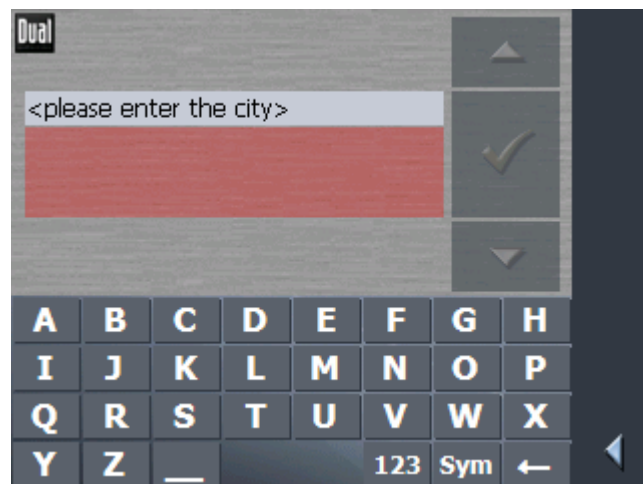 Dual
<please enter the city>
A B C D E F G H
I J K L M N O P
Q R S T U V W X
Y Z _ 123 Sym ←